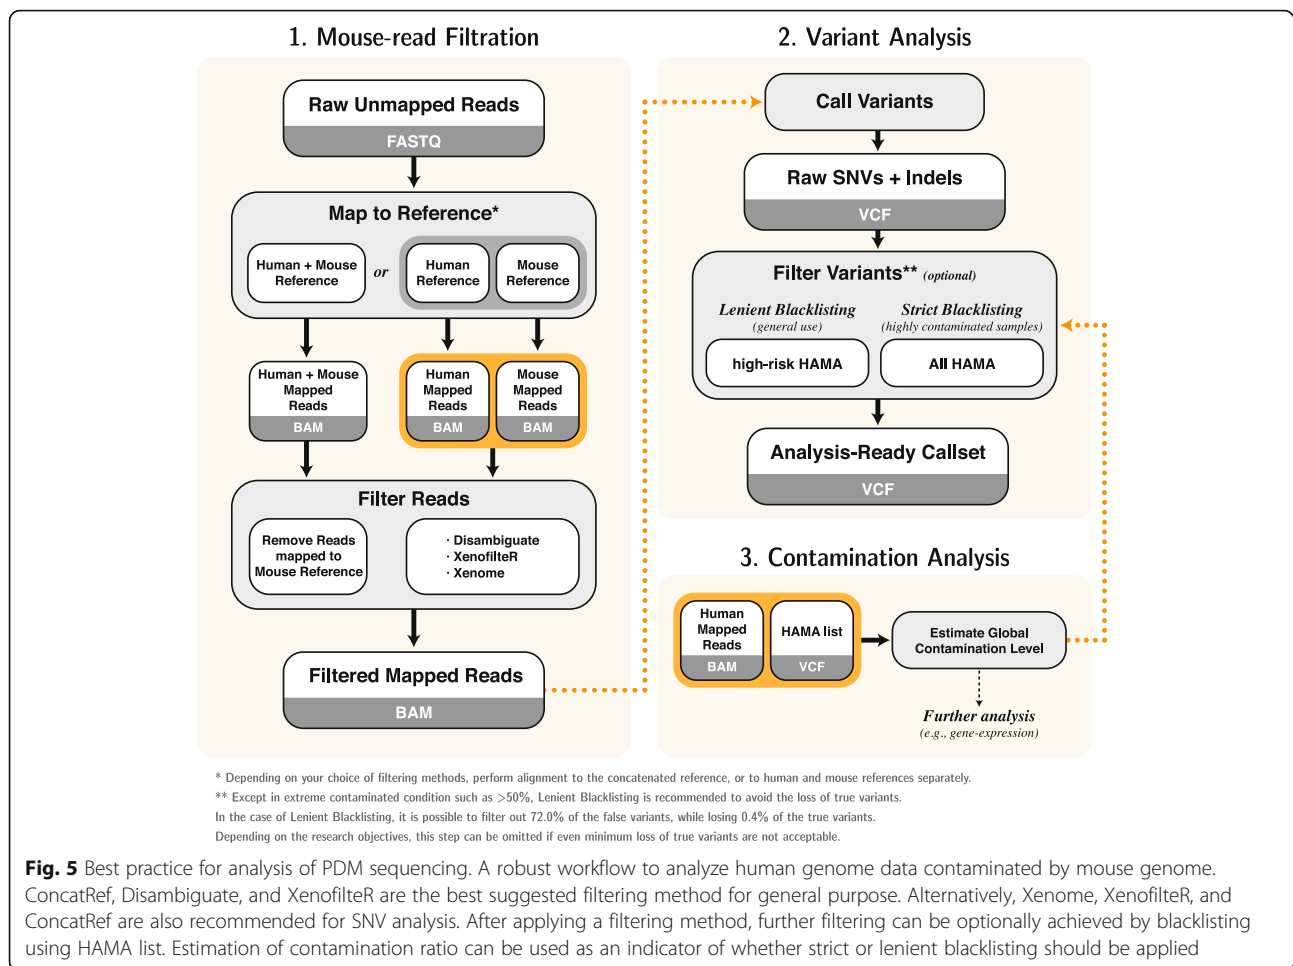 1. Mouse-read Filtration
Raw Unmapped Reads
FASTQ
Map to Reference*
Human + Mouse
Reference
or
Human
Reference
Mouse
Reference
Human + Mouse
Mapped
Reads
BAM
Human
Mapped
Reads
BAM
Mouse
Mapped
Reads
BAM
Filter Reads
Remove Reads
mapped to
Mouse Reference
· Disambiguate
· XenofilteR
· Xenome
Filtered Mapped Reads
BAM
2. Variant Analysis
Call Variants
Raw SNVs + Indels
VCF
Filter Variants** (optional)
Lenient Blacklisting
(general use)
high-risk HAMA
Strict Blacklisting
(highly contaminated samples)
All HAMA
Analysis-Ready Callset
VCF
3. Contamination Analysis
Human
Mapped
Reads
BAM
HAMA list
VCF
Estimate Global
Contamination Level
Further analysis
(e.g., gene-expression)
* Depending on your choice of filtering methods, perform alignment to the concatenated reference, or to human and mouse references separately.
** Except in extreme contaminated condition such as >50%, Lenient Blacklisting is recommended to avoid the loss of true variants.
In the case of Lenient Blacklisting, it is possible to filter out 72.0% of the false variants, while losing 0.4% of the true variants.
Depending on the research objectives, this step can be omitted if even minimum loss of true variants are not acceptable.
Fig. 5 Best practice for analysis of PDM sequencing. A robust workflow to analyze human genome data contaminated by mouse genome.
ConcatRef, Disambiguate, and XenofilteR are the best suggested filtering method for general purpose. Alternatively, Xenome, XenofilteR, and
ConcatRef are also recommended for SNV analysis. After applying a filtering method, further filtering can be optionally achieved by blacklisting
using HAMA list. Estimation of contamination ratio can be used as an indicator of whether strict or lenient blacklisting should be applied